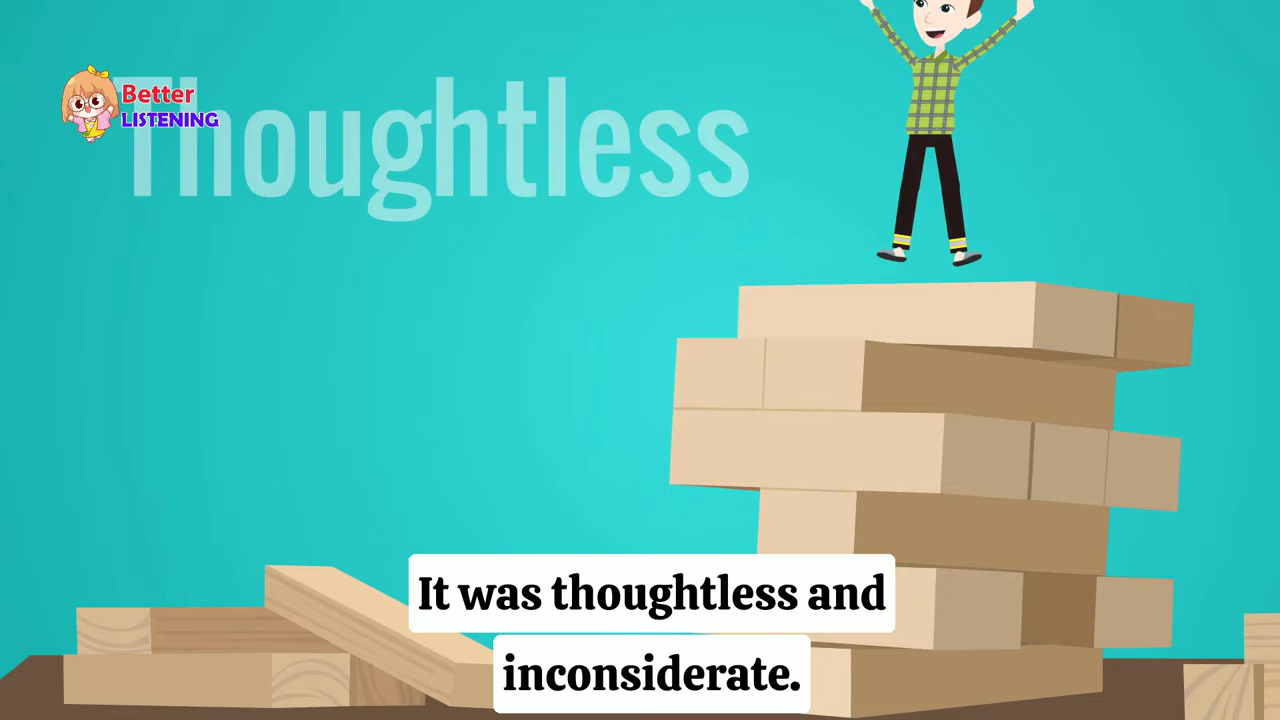 Thoughtless
Better
LISTENING
It was thoughtless and
inconsiderate.